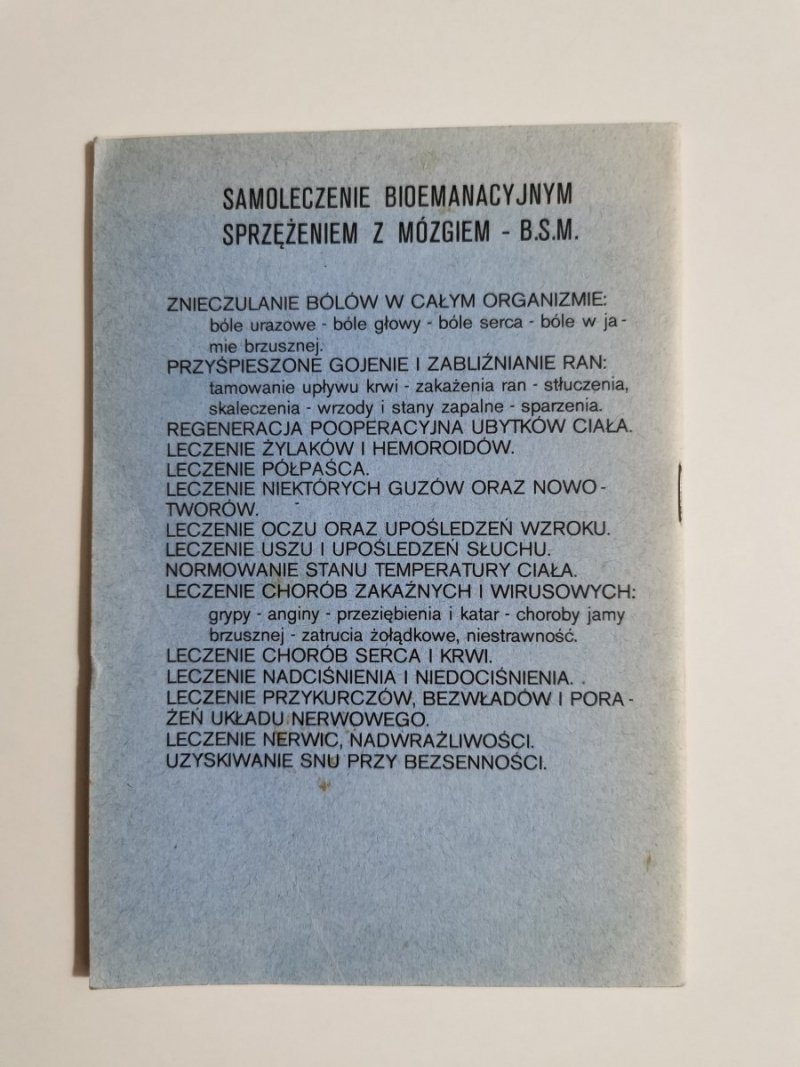 SAMOLECZENIE BIOEMANACYJNYM
SPRZĘŻENIEM Z MÓZGIEM - B.S.M.
ZNIECZULANIE BÓLÓW W CAŁYM ORGANIZMIE:
bóle urazowe - bóle głowy - bóle serca - bóle w ja-
mie brzusznej.
PRZYŚPIESZONE GOJENIE I ZABLIŹNIANIE RAN:
tamowanie upływu krwi - zakażenia ran - stłuczenia,
skaleczenia - wrzody i stany zapalne - sparzenia.
REGENERACJA POOPERACYJNA UBYTKÓW CIAŁA.
LECZENIE ŻYLAKÓW I HEMOROIDÓW.
LECZENIE PÓŁPAŚCA.
LECZENIE NIEKTÓRYCH GUZÓW ORAZ NOWO-
TWORÓW.
LECZENIE OCZU ORAZ UPOŚLEDZEŃ WZROKU.
LECZENIE USZU I UPOŚLEDZEŃ SŁUCHU.
NORMOWANIE STANU TEMPERATURY CIAŁA.
LECZENIE CHORÓB ZAKAŹNYCH I WIRUSOWYCH:
grypy - anginy - przeziębienia i katar - choroby jamy
brzusznej - zatrucia żołądkowe, niestrawność.
LECZENIE CHORÓB SERCA I KRWI.
LECZENIE NADCIŚNIENIA I NIEDOCIŚNIENIA.
LECZENIE PRZYKURCZÓW, BEZWŁADÓW I PORA-
ŻEŃ UKŁADU NERWOWEGO.
LECZENIE NERWIC, NADWRAŻLIWOŚCI.
UZYSKIWANIE SNU PRZY BEZSENNOŚCI.